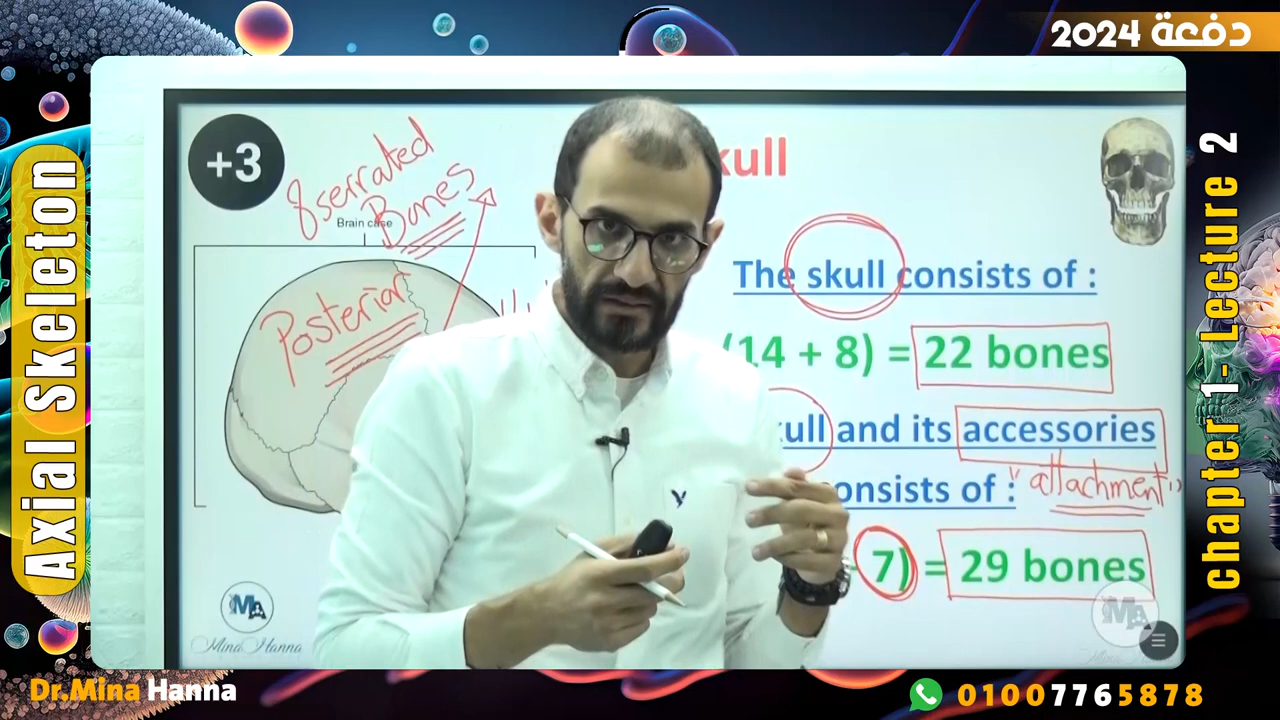 دفعة 2024
Axial Skeleton
chapter 1- Lecture 2
+3
8 serrated
Bones
Brain case
Posterior
kull
The skull consists of :
(14 + 8) = 22 bones
kull and its accessories
onsists of :
"attachment"
7) = 29 bones
MA
Mina Hanna
MA
Dr.Mina Hanna
01007765878